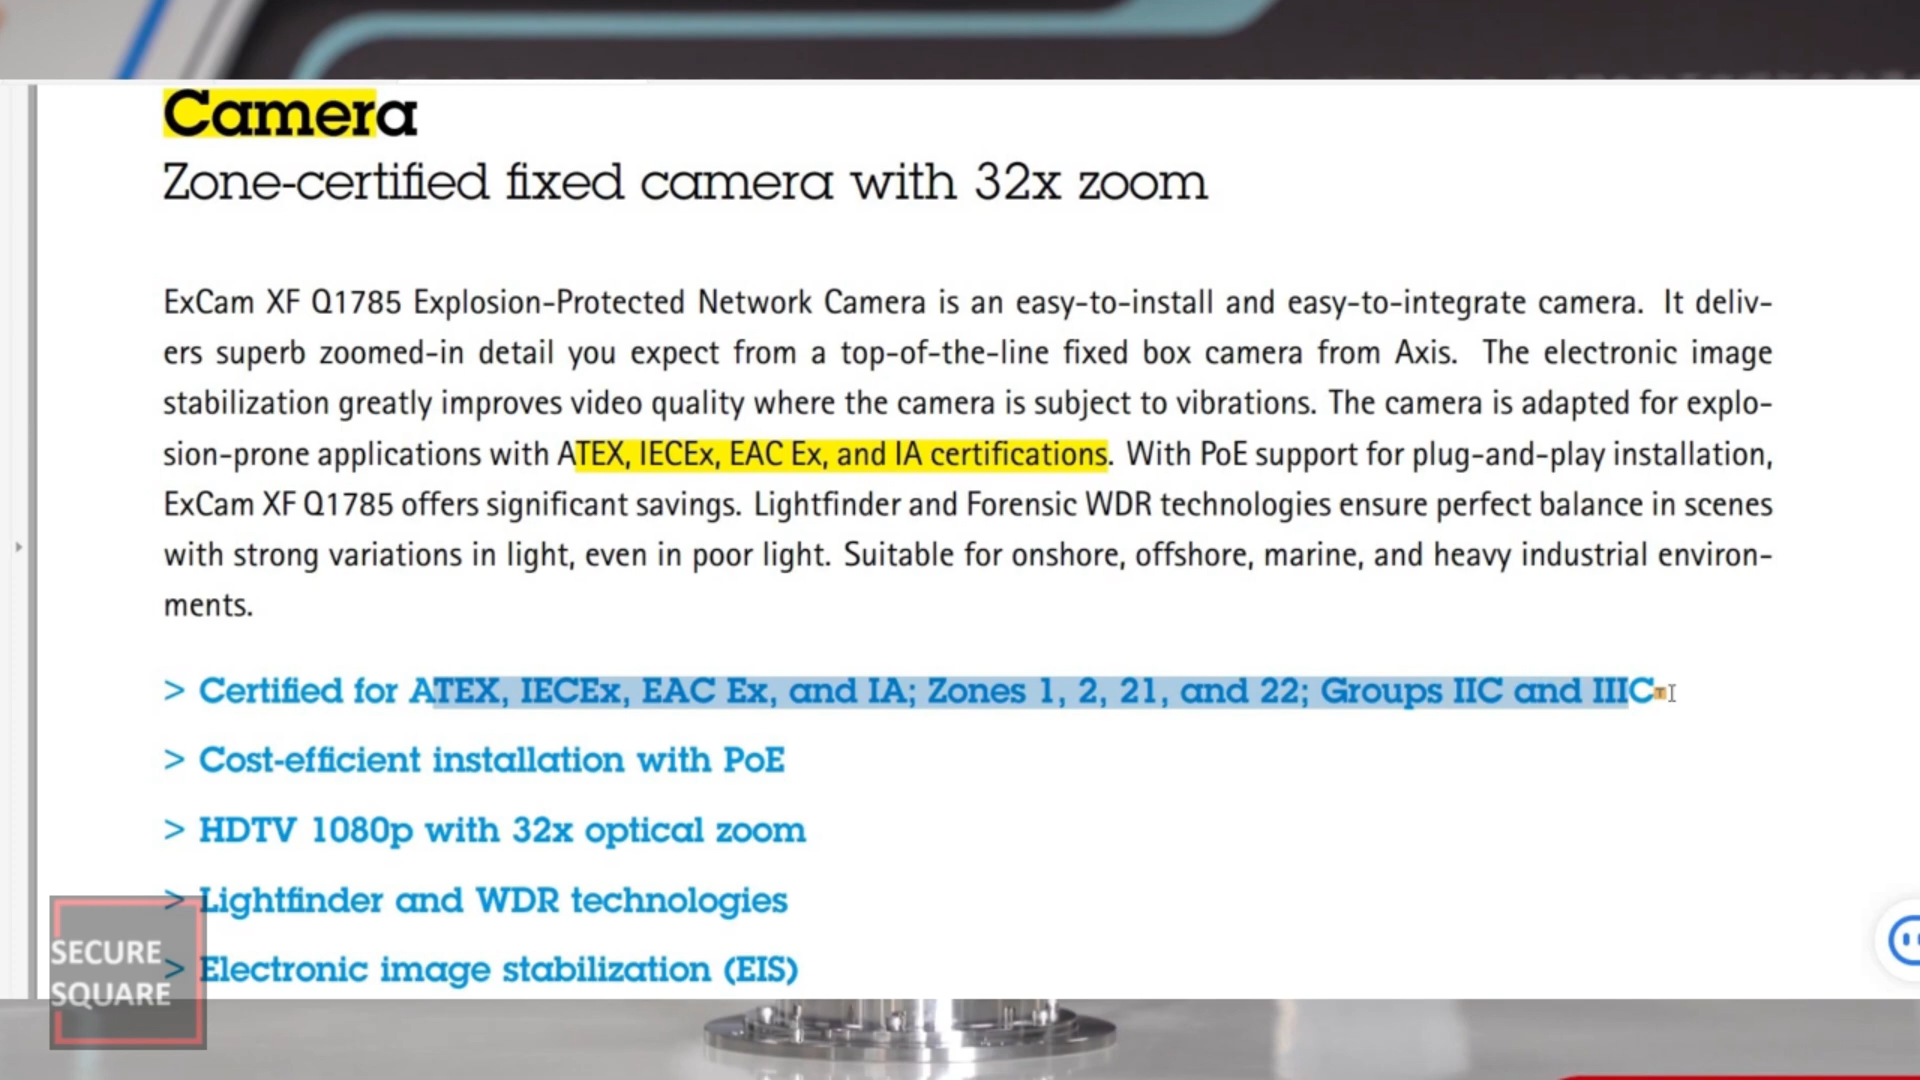 Camera
Zone-certified fixed camera with 32x zoom
ExCam XF Q1785 Explosion-Protected Network Camera is an easy-to-install and easy-to-integrate camera. It deliv-
ers superb zoomed-in detail you expect from a top-of-the-line fixed box camera from Axis. The electronic image
stabilization greatly improves video quality where the camera is subject to vibrations. The camera is adapted for explo-
sion-prone applications with ATEX, IECEx, EAC Ex, and IA certifications. With PoE support for plug-and-play installation,
ExCam XF Q1785 offers significant savings. Lightfinder and Forensic WDR technologies ensure perfect balance in scenes
with strong variations in light, even in poor light. Suitable for onshore, offshore, marine, and heavy industrial environ-
ments.
> Certified for ATEX, IECEx, EAC Ex, and IA; Zones 1, 2, 21, and 22; Groups IIC and IIIC
> Cost-efficient installation with PoE
> HDTV 1080p with 32x optical zoom
> Lightfinder and WDR technologies
> Electronic image stabilization (EIS)
SECURE
SQUARE